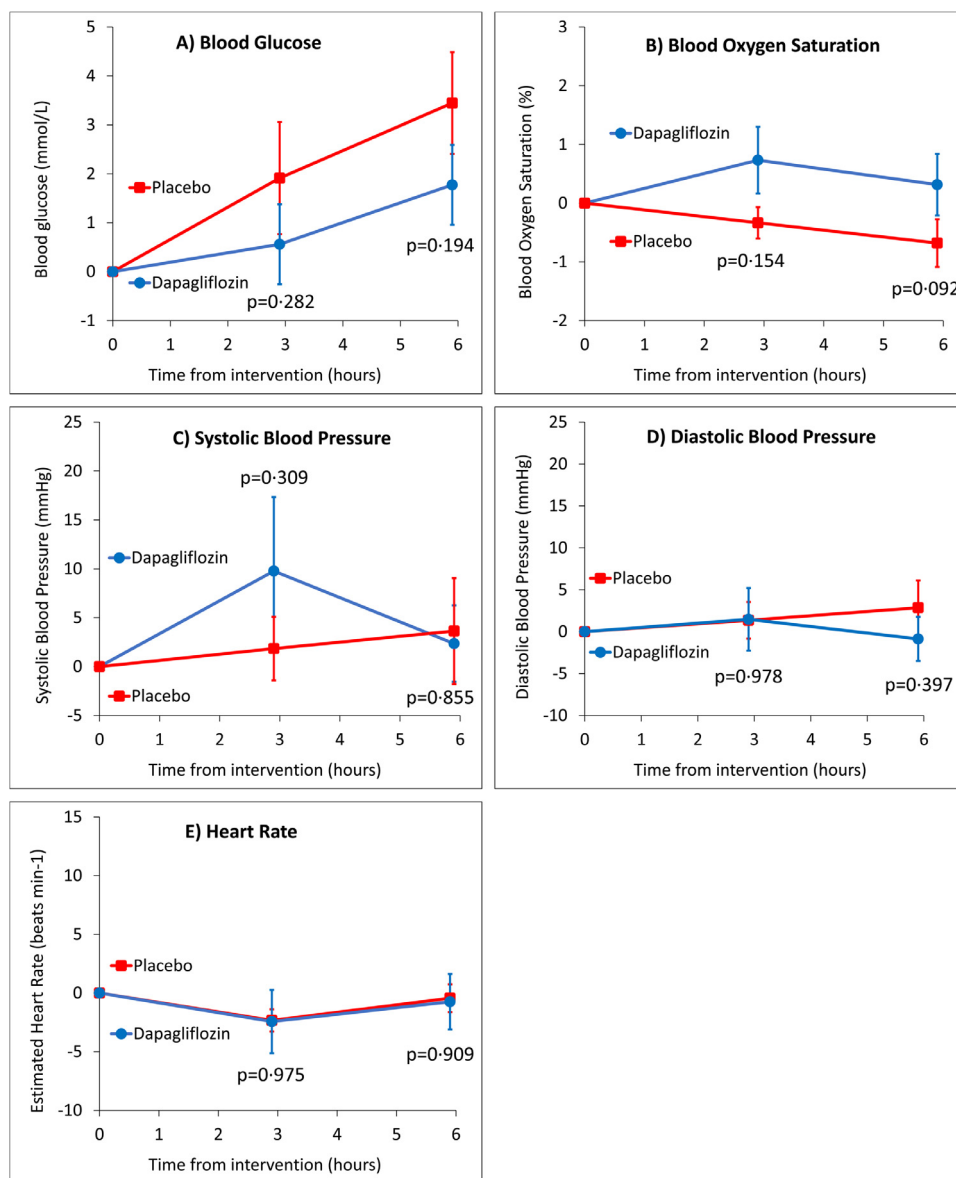 A) Blood Glucose
Blood glucose (mmol/L)
5
4
3
2
1
0
-1
Placebo
Dapagliflozin
p=0·282
p=0·194
0 1 2 3 4 5 6
Time from intervention (hours)
B) Blood Oxygen Saturation
Blood Oxygen Saturation (%)
3
2
1
0
-1
-2
Dapagliflozin
Placebo
p=0·154
p=0·092
0 1 2 3 4 5 6
Time from intervention (hours)
C) Systolic Blood Pressure
Systolic Blood Pressure (mmHg)
25
20
15
10
5
0
-5
p=0·309
Dapagliflozin
Placebo
p=0·855
0 1 2 3 4 5 6
Time from intervention (hours)
D) Diastolic Blood Pressure
Diastolic Blood Pressure (mmHg)
25
20
15
10
5
0
-5
-10
Placebo
Dapagliflozin
p=0·978
p=0·397
0 1 2 3 4 5 6
Time from intervention (hours)
E) Heart Rate
Estimated Heart Rate (beats min-1)
15
10
5
0
-5
-10
Placebo
Dapagliflozin
p=0·975
p=0·909
0 1 2 3 4 5 6
Time from intervention (hours)